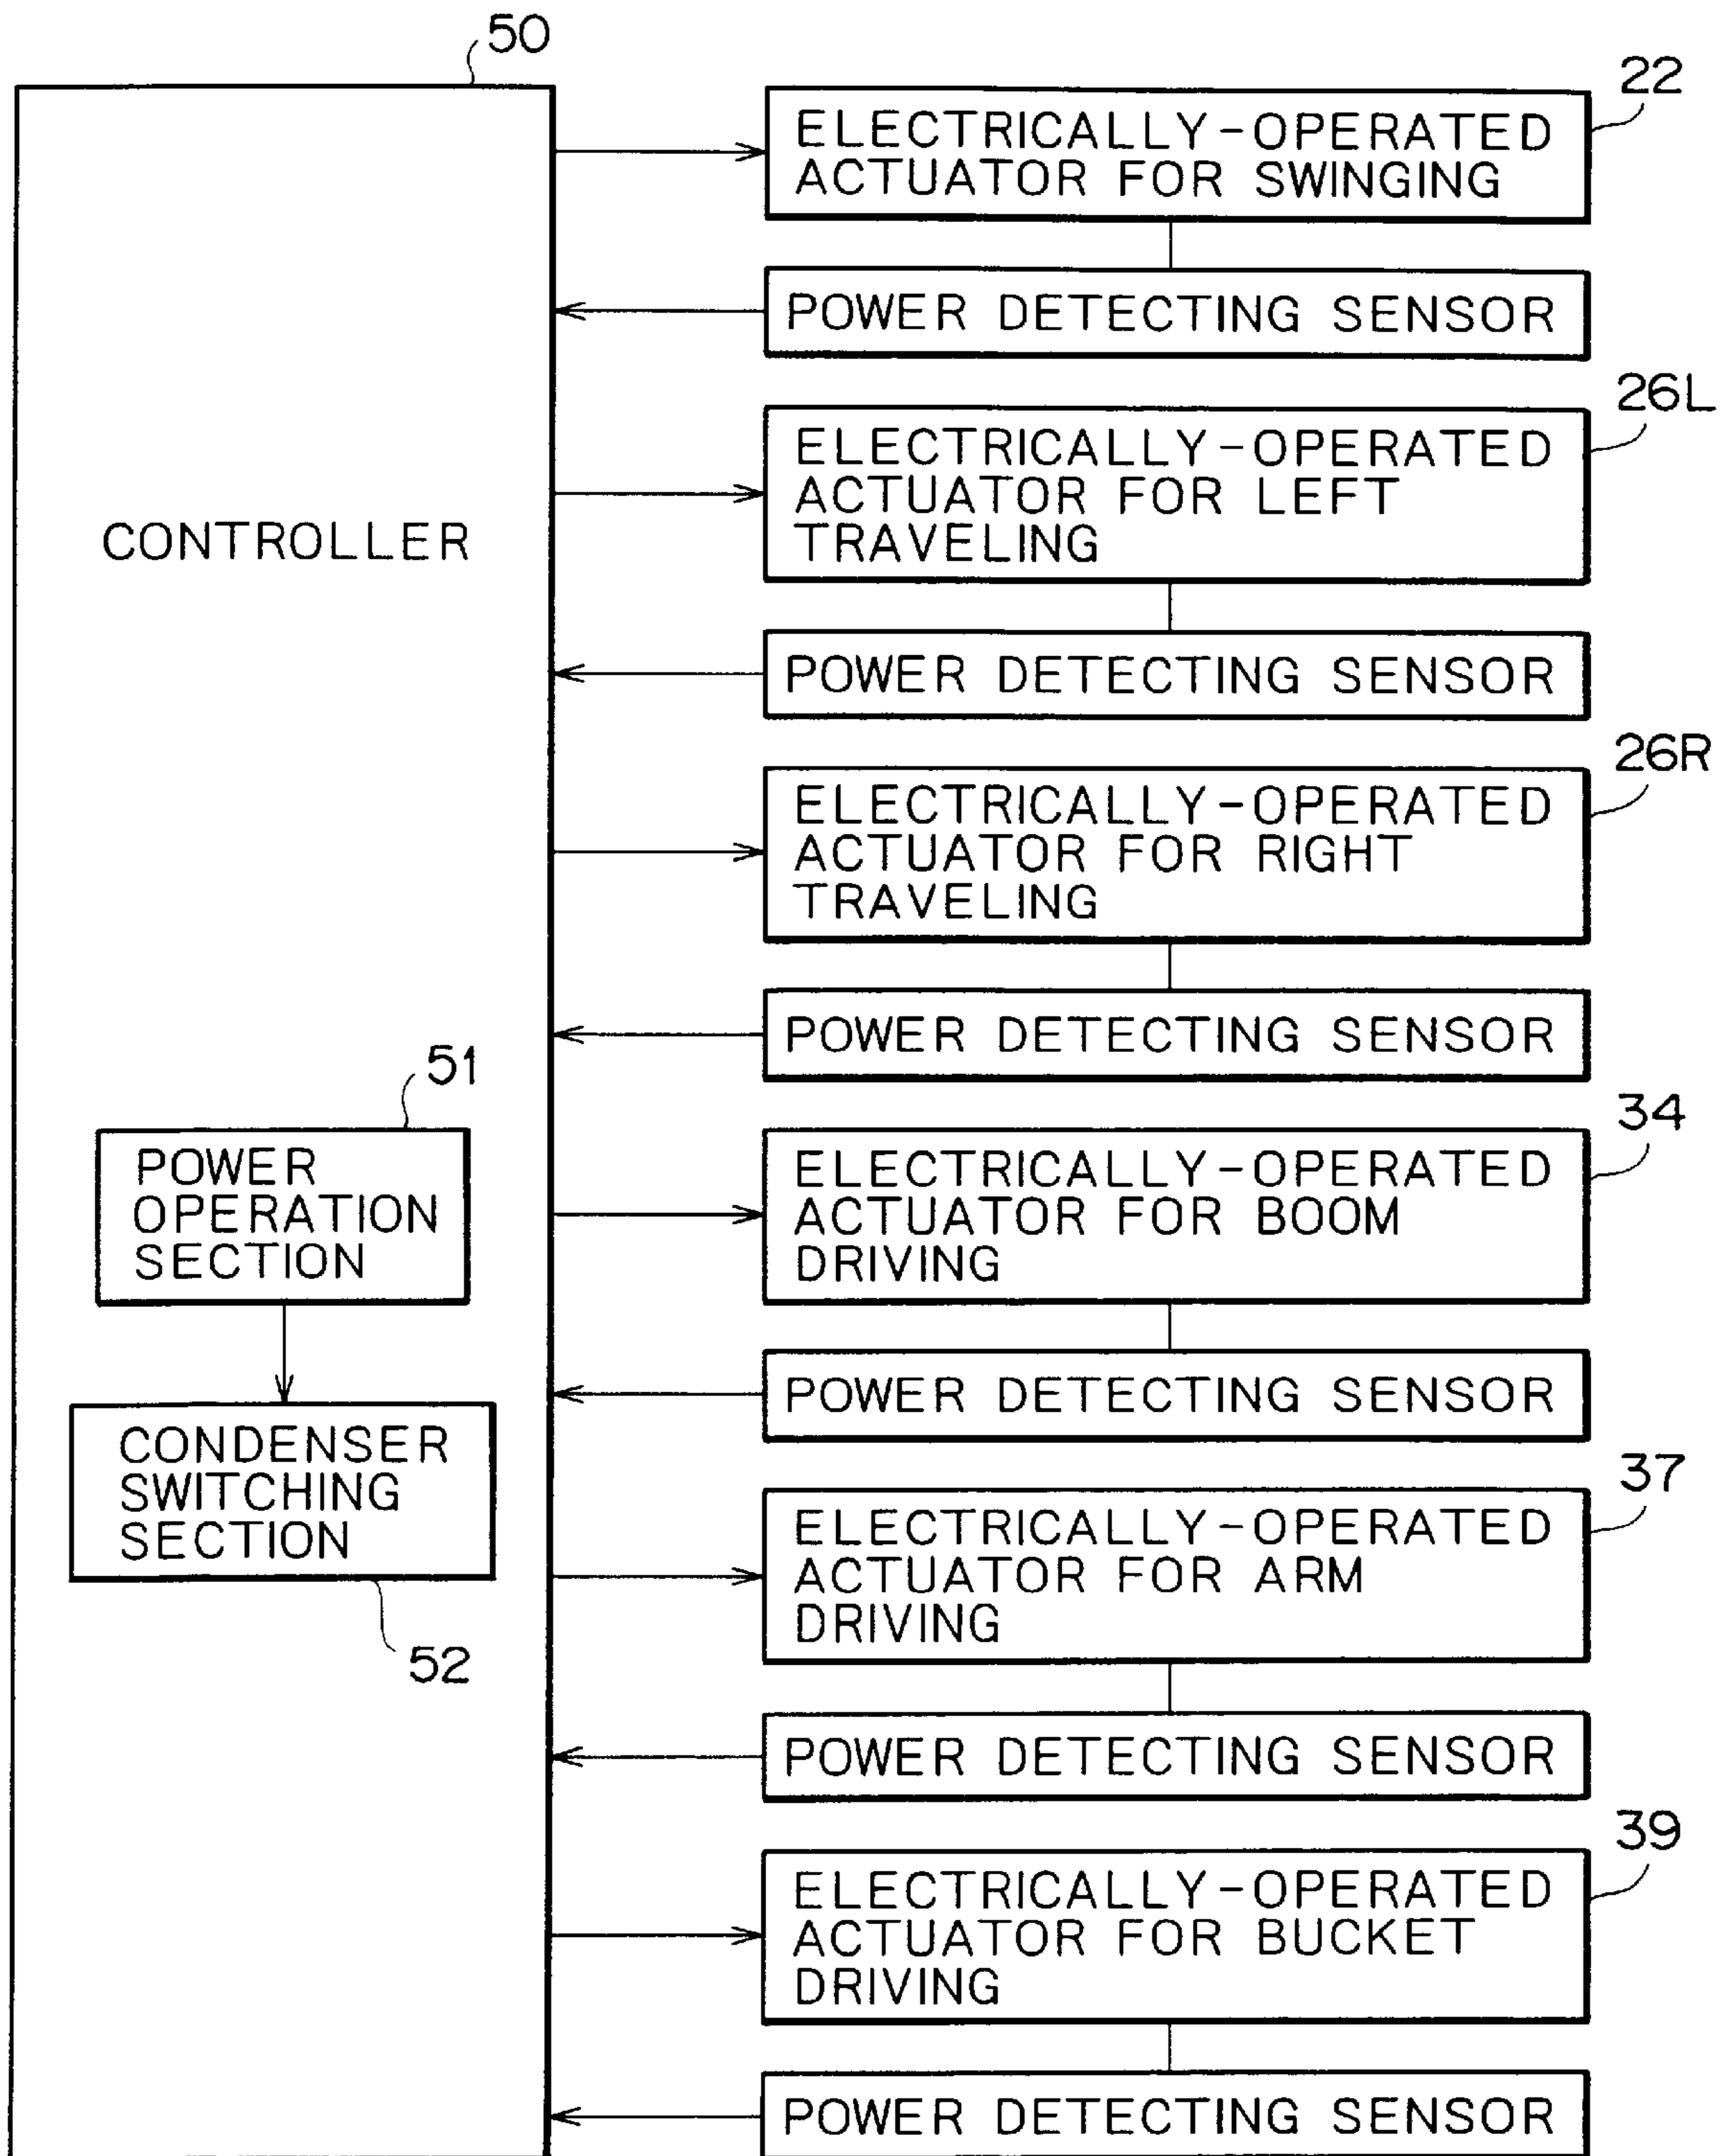 50
CONTROLLER
51
POWER
OPERATION
SECTION
CONDENSER
SWITCHING
SECTION
52
22
ELECTRICALLY-OPERATED
ACTUATOR FOR SWINGING
POWER DETECTING SENSOR
26L
ELECTRICALLY-OPERATED
ACTUATOR FOR LEFT
TRAVELING
POWER DETECTING SENSOR
26R
ELECTRICALLY-OPERATED
ACTUATOR FOR RIGHT
TRAVELING
POWER DETECTING SENSOR
34
ELECTRICALLY-OPERATED
ACTUATOR FOR BOOM
DRIVING
POWER DETECTING SENSOR
37
ELECTRICALLY-OPERATED
ACTUATOR FOR ARM
DRIVING
POWER DETECTING SENSOR
39
ELECTRICALLY-OPERATED
ACTUATOR FOR BUCKET
DRIVING
POWER DETECTING SENSOR